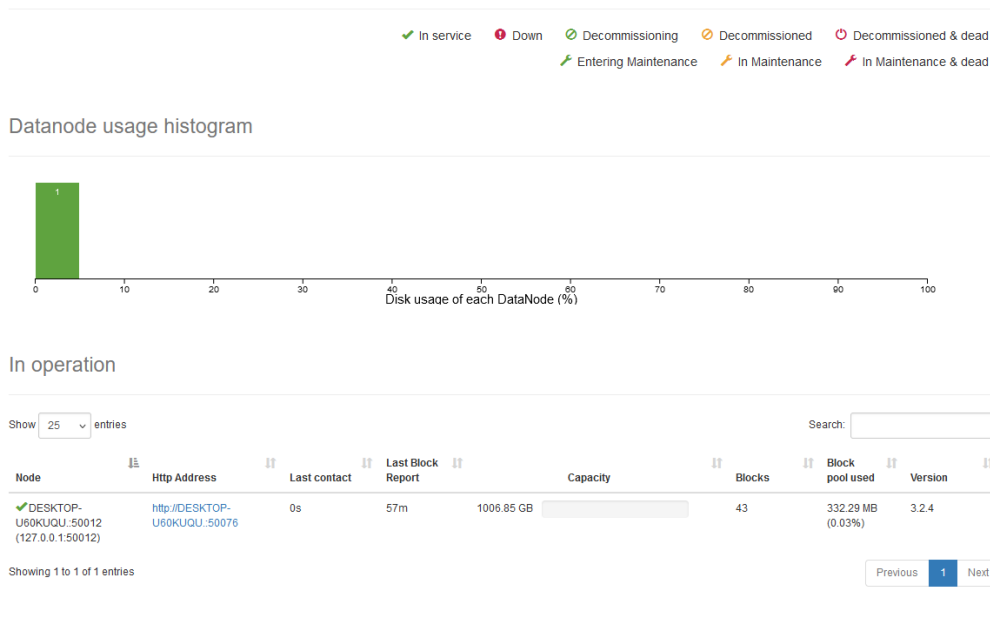 In service Down Decommissioning Decommissioned Decommissioned & dead
Entering Maintenance In Maintenance In Maintenance & dead
Datanode usage histogram
1
0 10 20 30 40 50 60 70 80 90 100
Disk usage of each DataNode (%)
In operation
Show 25 entries Search:
Node Http Address Last contact Last Block Report Capacity Blocks Block pool used Version
DESKTOP- http://DESKTOP- 0s 57m 1006.85 GB 43 332.29 MB 3.2.4
U60KUQU.:50012 U60KUQU.:50076 (0.03%)
(127.0.0.1:50012)
Showing 1 to 1 of 1 entries
Previous 1 Next